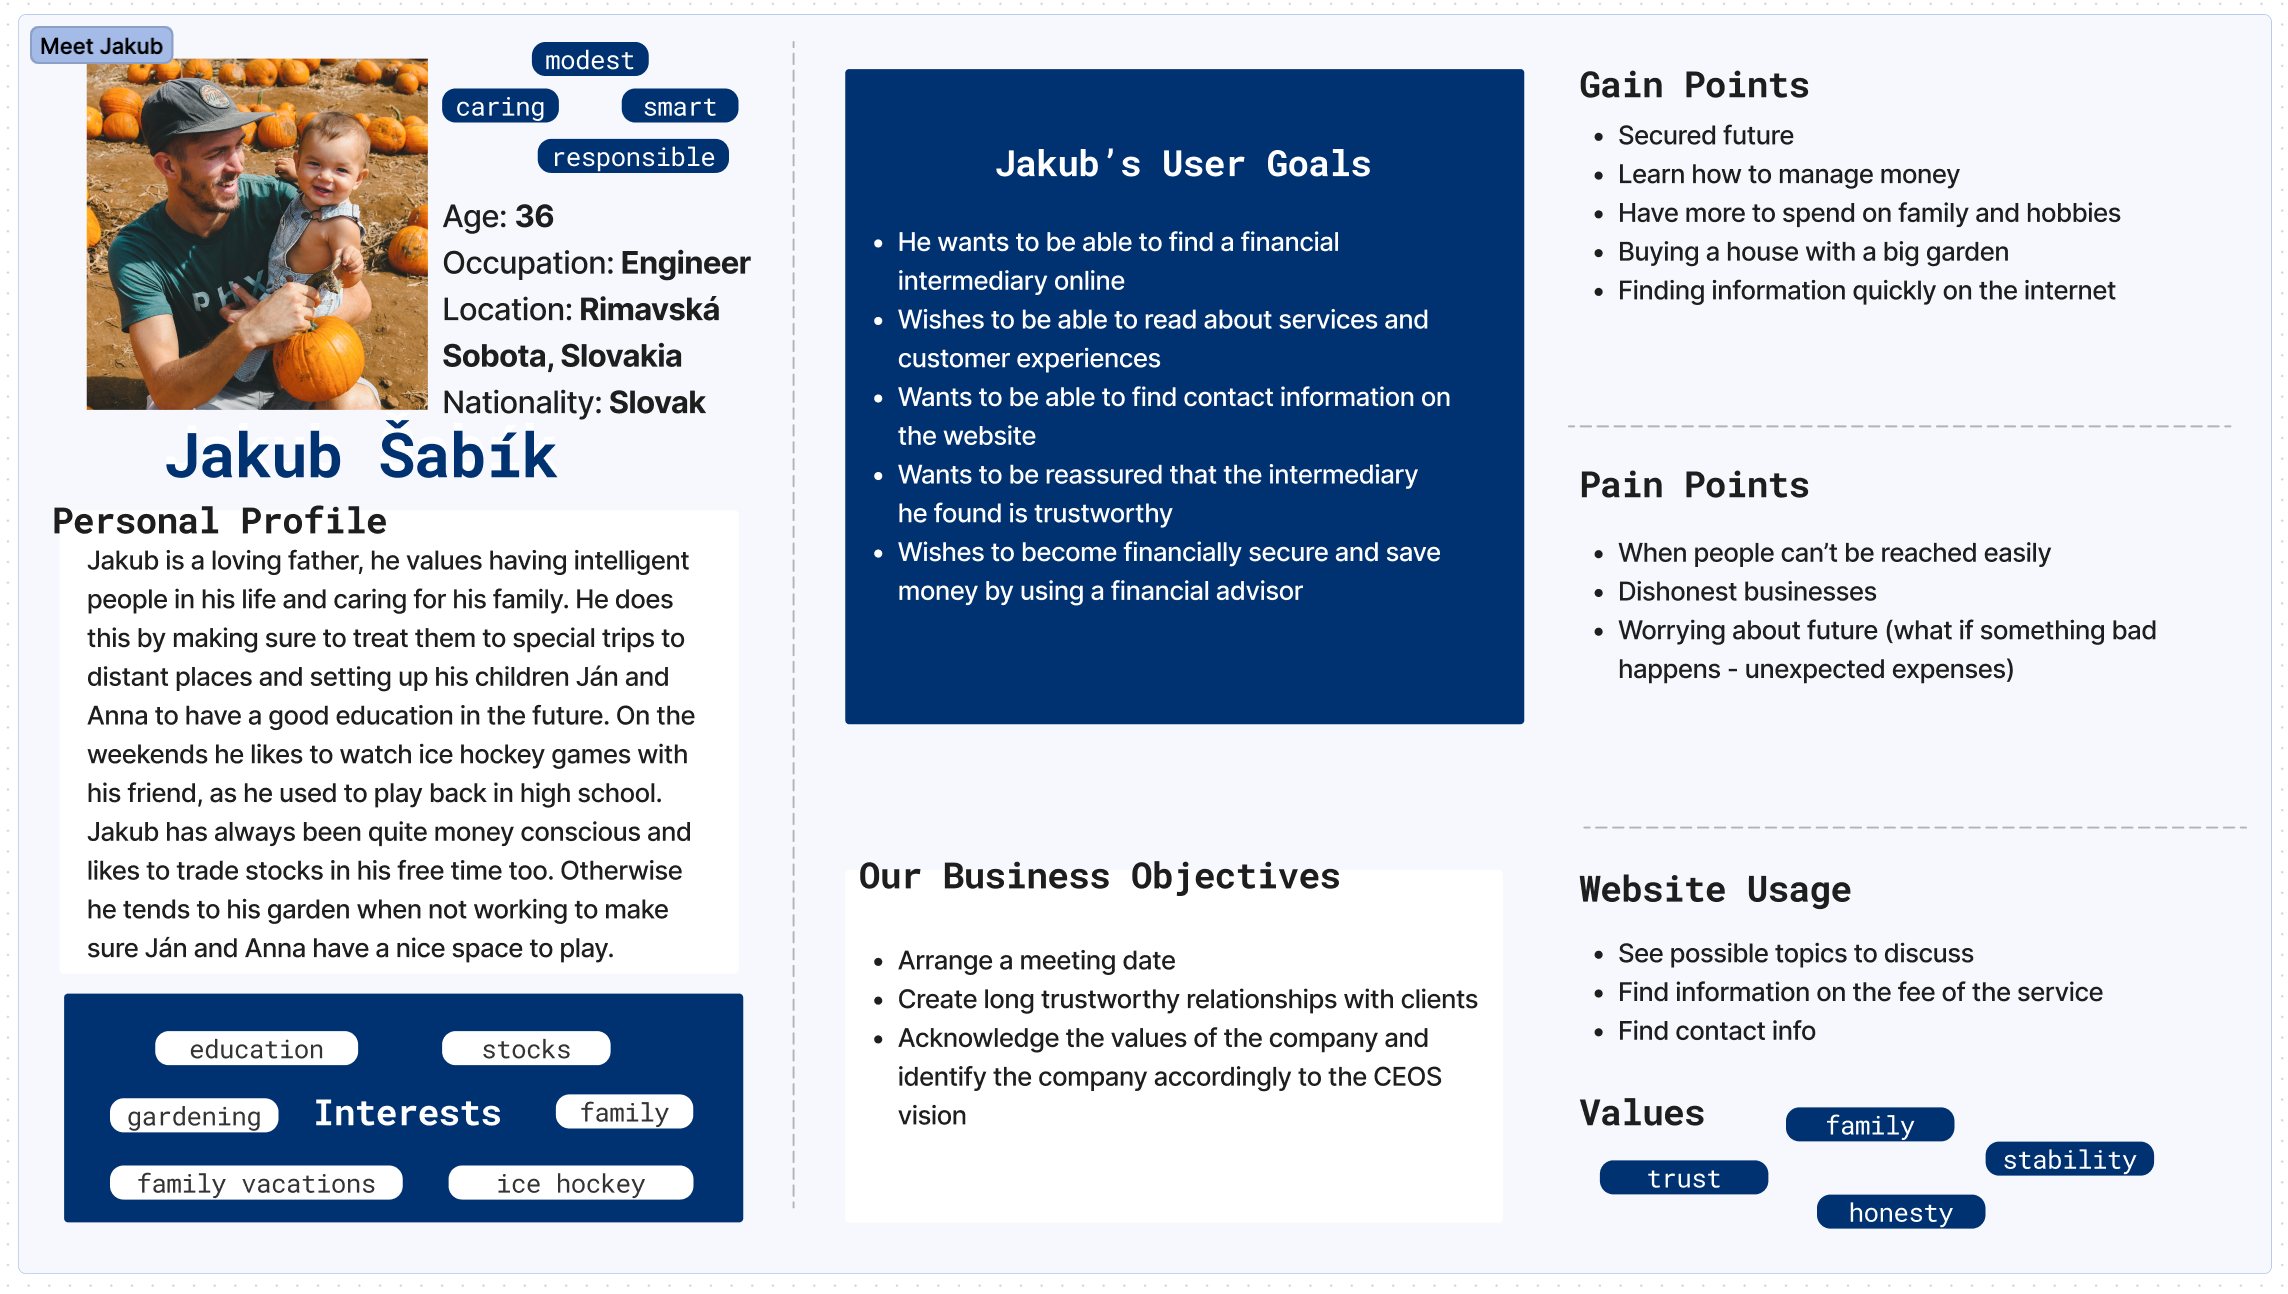 Meet Jakub
modest
caring
smart
responsible
Age: 36
Occupation: Engineer
Location: Rimavská
Sobota, Slovakia
Nationality: Slovak
PHX
Jakub Šabík
Personal Profile
Jakub is a loving father, he values having intelligent
people in his life and caring for his family. He does
this by making sure to treat them to special trips to
distant places and setting up his children Ján and
Anna to have a good education in the future. On the
weekends he likes to watch ice hockey games with
his friend, as he used to play back in high school.
Jakub has always been quite money conscious and
likes to trade stocks in his free time too. Otherwise
he tends to his garden when not working to make
sure Ján and Anna have a nice space to play.
education
stocks
gardening
Interests
family
family vacations
ice hockey
Jakub’s User Goals
• He wants to be able to find a financial
intermediary online
• Wishes to be able to read about services and
customer experiences
• Wants to be able to find contact information on
the website
• Wants to be reassured that the intermediary
he found is trustworthy
• Wishes to become financially secure and save
money by using a financial advisor
Our Business Objectives
• Arrange a meeting date
• Create long trustworthy relationships with clients
• Acknowledge the values of the company and
identify the company accordingly to the CEOS
vision
Gain Points
• Secured future
• Learn how to manage money
• Have more to spend on family and hobbies
• Buying a house with a big garden
• Finding information quickly on the internet
Pain Points
• When people can’t be reached easily
• Dishonest businesses
• Worrying about future (what if something bad
happens - unexpected expenses)
Website Usage
• See possible topics to discuss
• Find information on the fee of the service
• Find contact info
Values
family
stability
trust
honesty